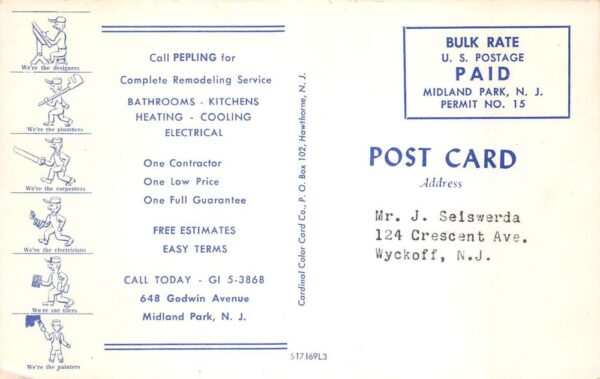 We're the designers
We're the plumbers
We're the carpenters
We're the electricians
We're the tilers
We're the painters
Call PEPLING for
Complete Remodeling Service
BATHROOMS - KITCHENS
HEATING - COOLING
ELECTRICAL
One Contractor
One Low Price
One Full Guarantee
FREE ESTIMATES
EASY TERMS
CALL TODAY - GI 5-3868
648 Godwin Avenue
Midland Park, N. J.
Cardinal Color Card Co., P. O. Box 102, Hawthorne, N. J.
S17169L3
BULK RATE
U. S. POSTAGE
PAID
MIDLAND PARK, N. J.
PERMIT NO. 15
POST CARD
Address
Mr. J. Seiswerda
124 Crescent Ave.
Wyckoff, N.J.